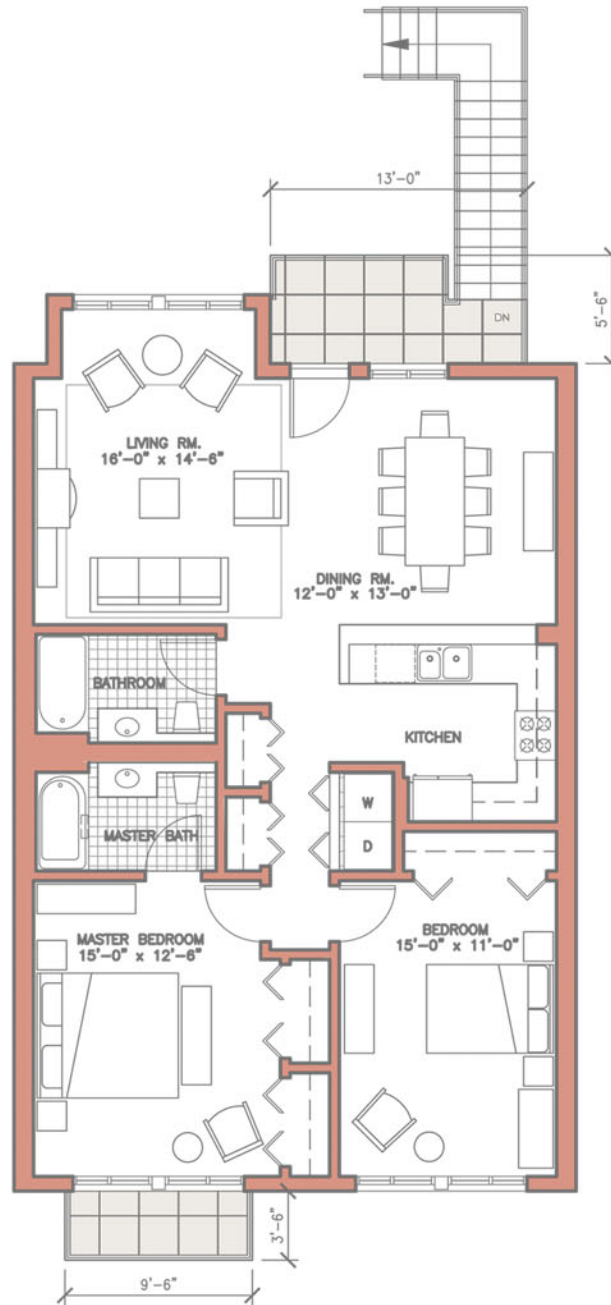 13'-0"
5'-6"
DN
LIVING RM.
16'-0" x 14'-6"
DINING RM.
12'-0" x 13'-0"
BATHROOM
KITCHEN
W
D
MASTER BATH
MASTER BEDROOM
15'-0" x 12'-6"
BEDROOM
15'-0" x 11'-0"
3'-6"
9'-6"